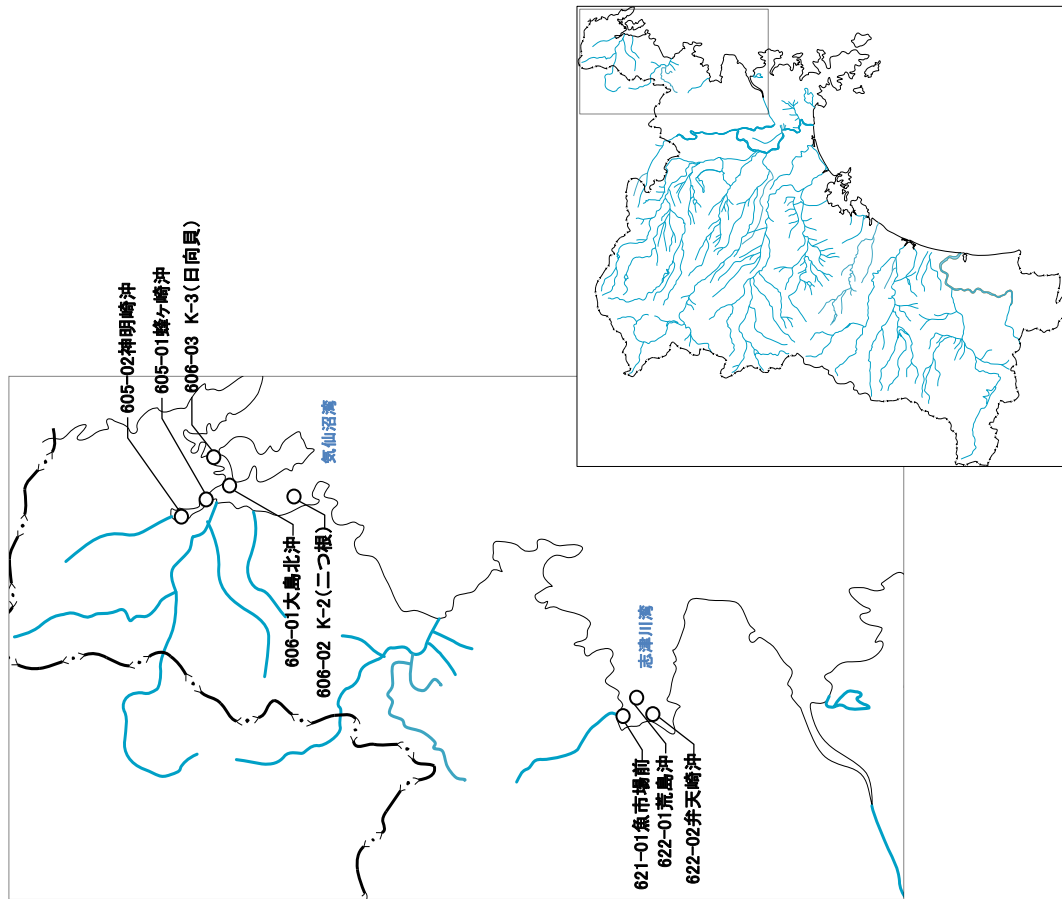 605-02神明崎沖
605-01蜂ヶ崎沖
606-03 K-3(日向貝)
気仙沼湾
606-01大島北沖
606-02 K-2(二つ根)
志津川湾
621-01魚市場前
622-01荒島沖
622-02弁天崎沖